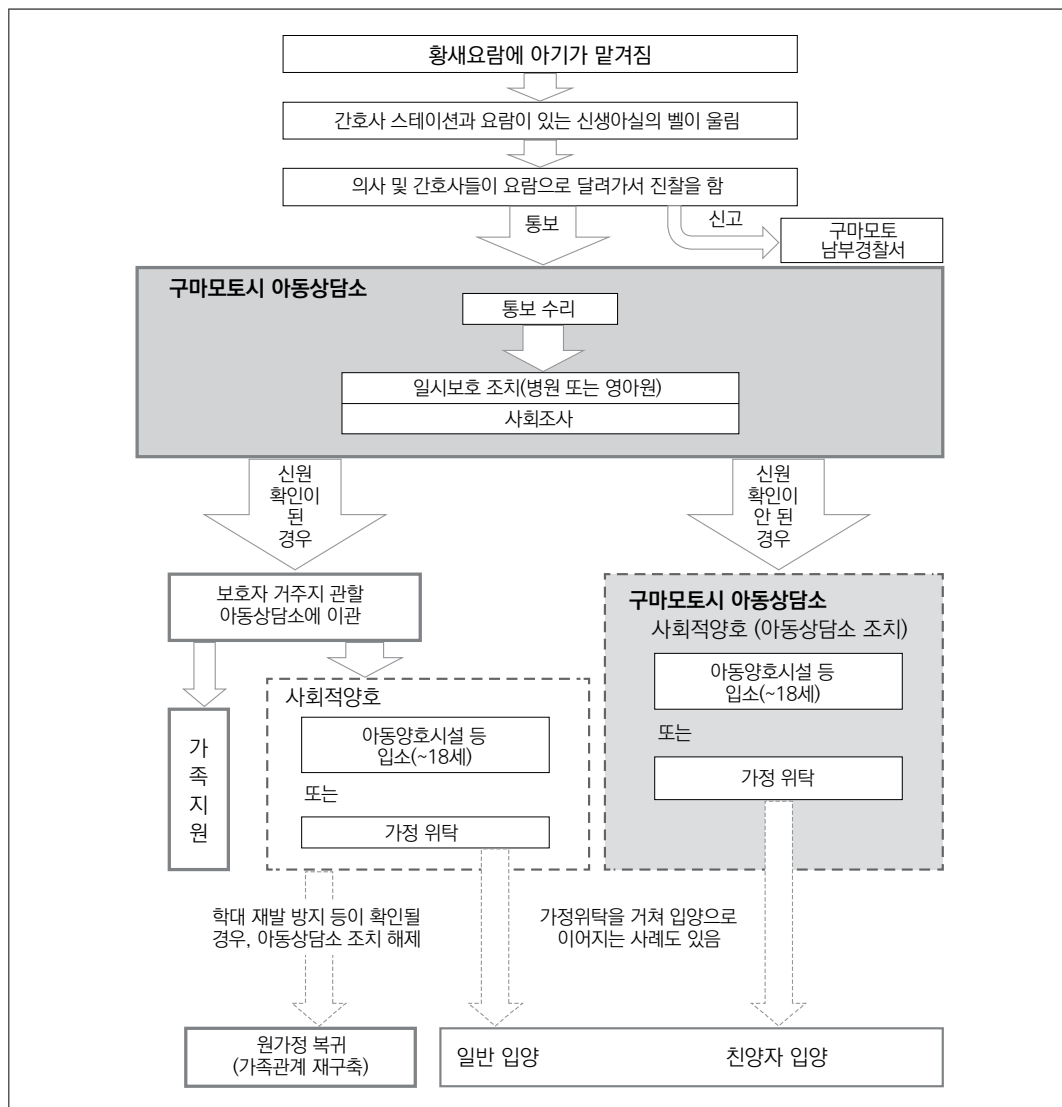 황새요람에 아기가 맡겨짐
간호사 스테이션과 요람이 있는 신생아실의 벨이 울림
의사 및 간호사들이 요람으로 달려가서 진찰을 함
통보
신고
구마모토
남부경찰서
구마모토시 아동상담소
통보 수리
일시보호 조치(병원 또는 영아원)
사회조사
신원
확인이
된
경우
신원
확인이
안 된
경우
보호자 거주지 관할
아동상담소에 이관
가
족
지
원
사회적양호
아동양호시설 등
입소(~18세)
또는
가정 위탁
구마모토시 아동상담소
사회적양호 (아동상담소 조치)
아동양호시설 등
입소(~18세)
또는
가정 위탁
학대 재발 방지 등이 확인될
경우, 아동상담소 조치 해제
가정위탁을 거쳐 입양으로
이어지는 사례도 있음
원가정 복귀
(가족관계 재구축)
일반 입양
친양자 입양